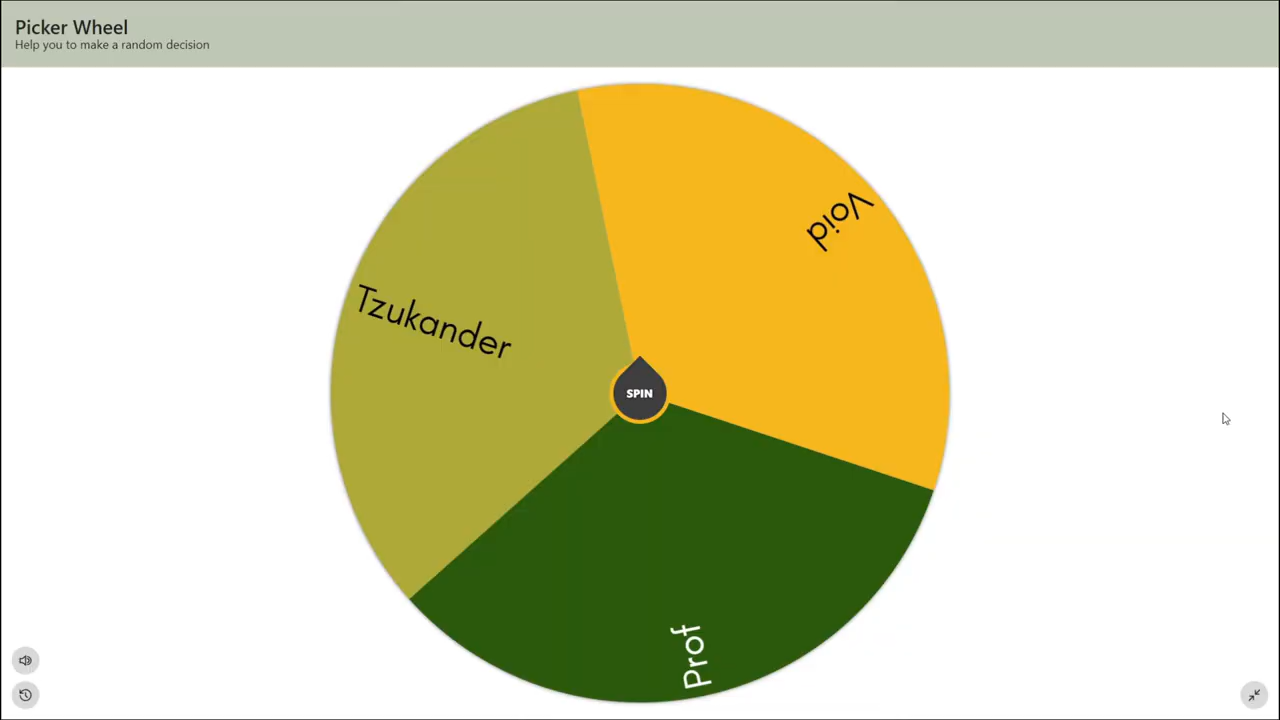 Picker Wheel
Help you to make a random decision
Void
Tzukander
SPIN
Prof